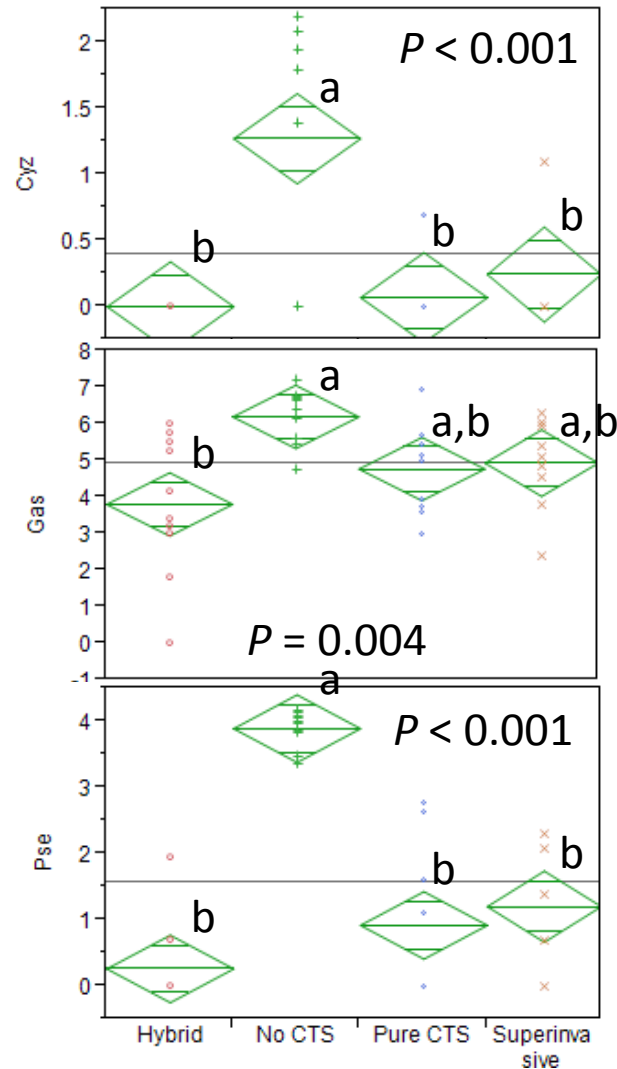 P < 0.001
2
a
1.5
Cyz
1
b
b
0.5
b
0
8
7
a
6
a,b
a,b
5
b
Gas
4
3
2
1
P = 0.004
0
-1
a
4
P < 0.001
3
Pse
2
b
b
1
b
0
Hybrid
No CTS
Pure CTS
Superinva
sive